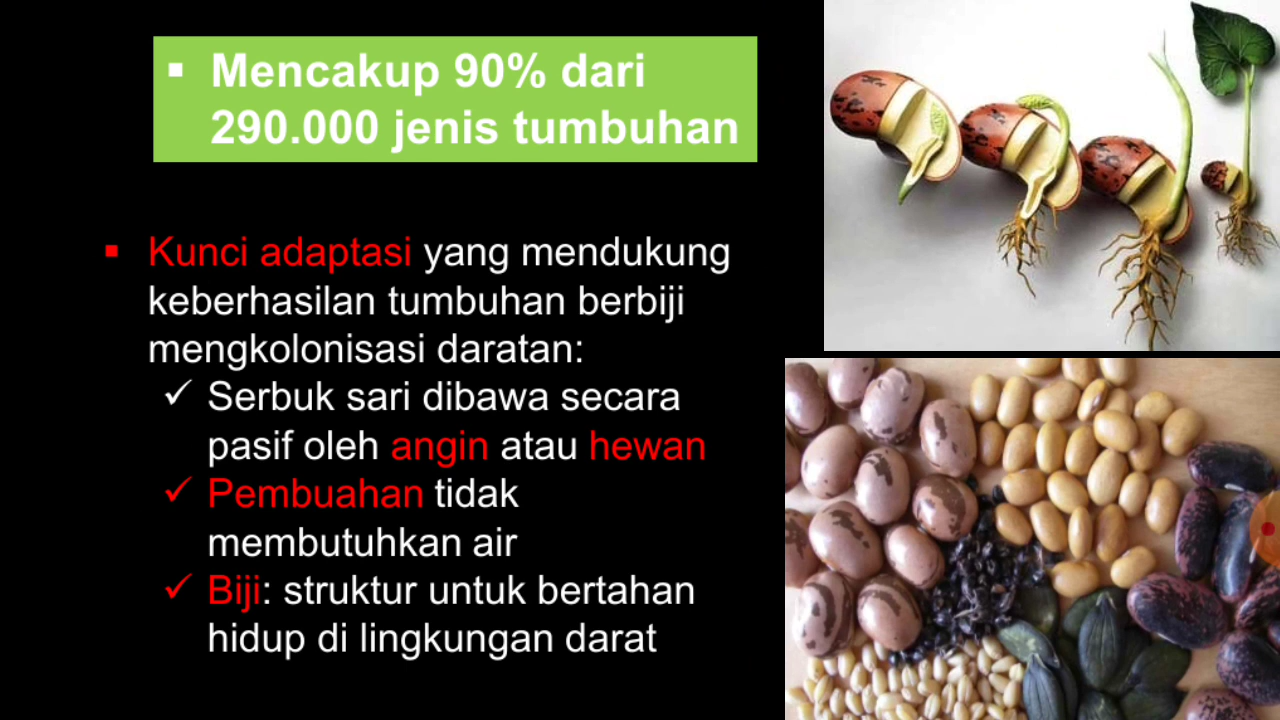 ▪ Mencakup 90% dari
290.000 jenis tumbuhan
▪ Kunci adaptasi yang mendukung
keberhasilan tumbuhan berbiji
mengkolonisasi daratan:
✓ Serbuk sari dibawa secara
pasif oleh angin atau hewan
✓ Pembuahan tidak
membutuhkan air
✓ Biji: struktur untuk bertahan
hidup di lingkungan darat